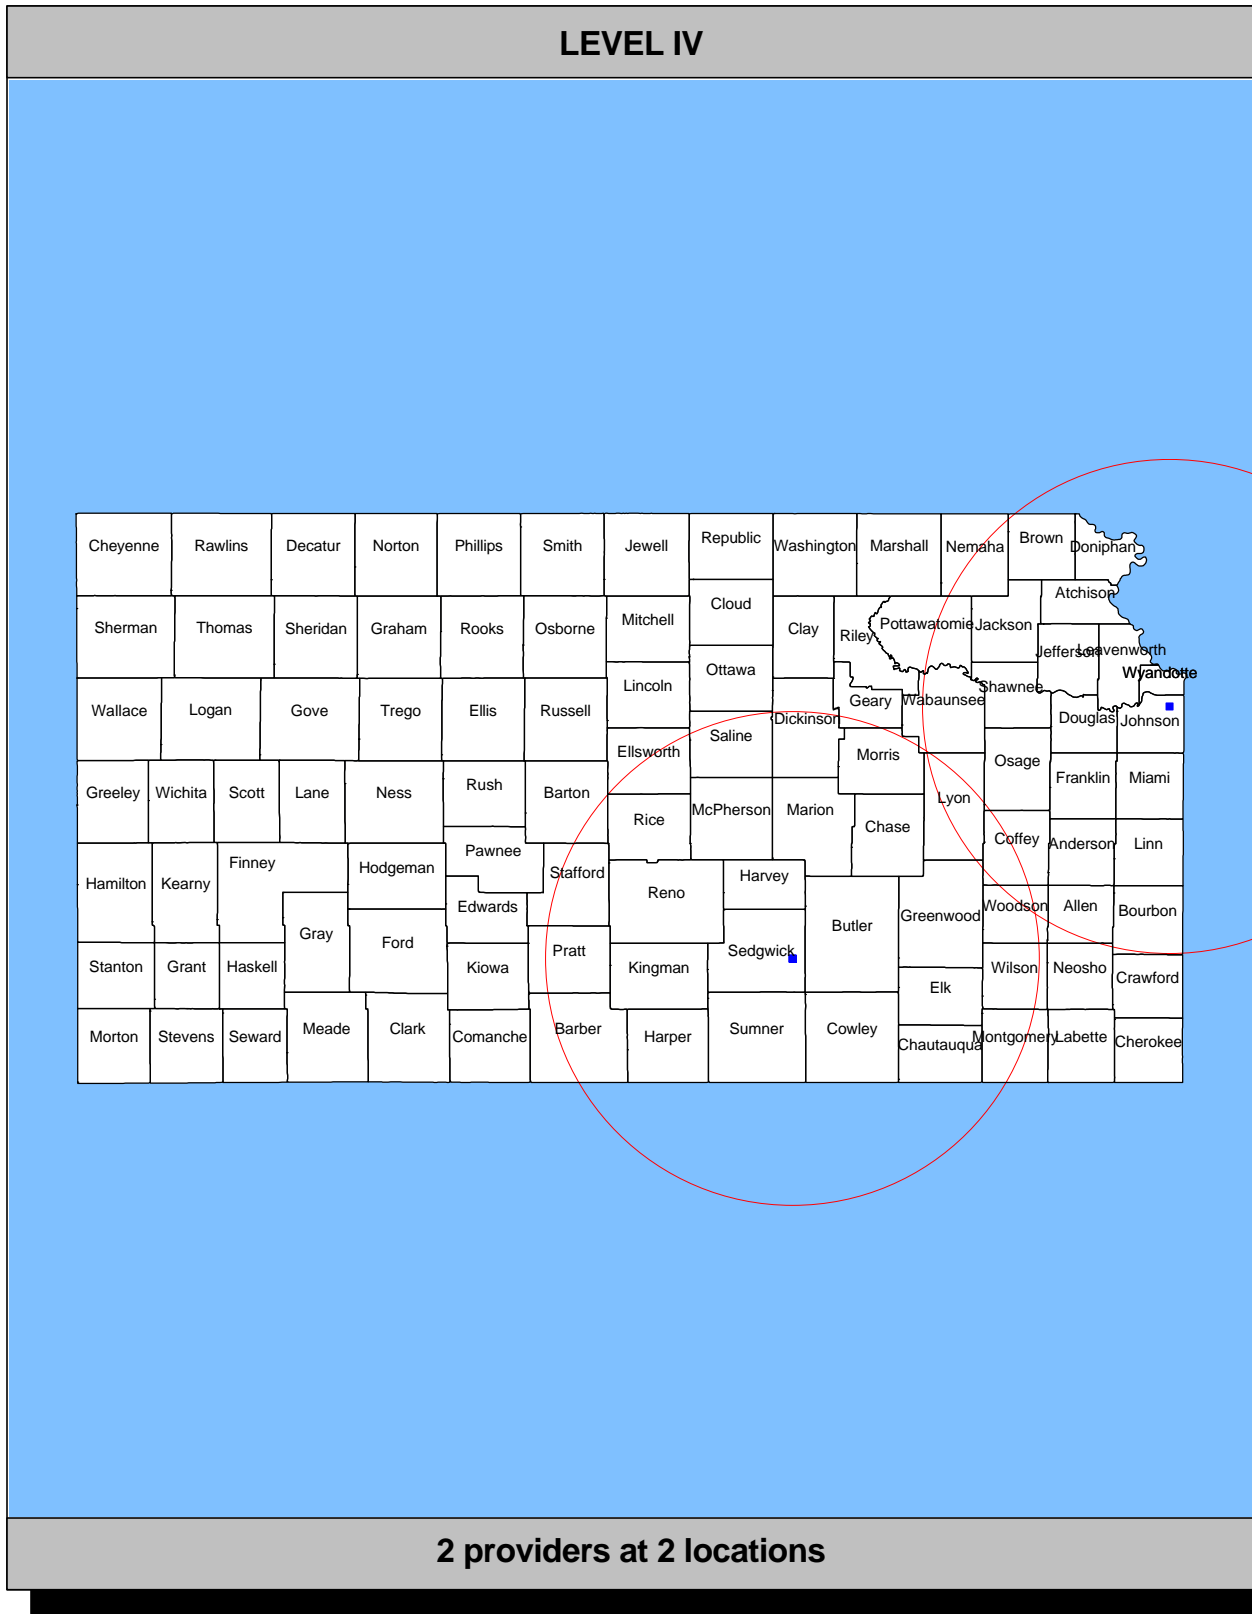 LEVEL IV
Cheyenne Rawlins Decatur Norton Phillips Smith Jewell Republic Washington Marshall Nemaha Brown Doniphan
Sherman Thomas Sheridan Graham Rooks Osborne Mitchell Cloud Clay Riley Pottawatomie Jackson Atchison
Jefferson Leavenworth
Wallace Logan Gove Trego Ellis Russell Lincoln Ottawa Dickinson Geary Wabaunsee Shawnee Wyandotte
Douglas Johnson
Greeley Wichita Scott Lane Ness Rush Barton Ellsworth Saline Morris Osage Franklin Miami
Rice McPherson Marion Chase Lyon Coffey Anderson Linn
Hamilton Kearny Finney Hodgeman Pawnee Stafford Reno Harvey
Gray Ford Edwards Sedgwick Butler Greenwood Woodson Allen Bourbon
Stanton Grant Haskell Kiowa Pratt Kingman Elk Wilson Neosho Crawford
Morton Stevens Seward Meade Clark Comanche Barber Harper Sumner Cowley Chautauqua Montgomery Labette Cherokee
2 providers at 2 locations